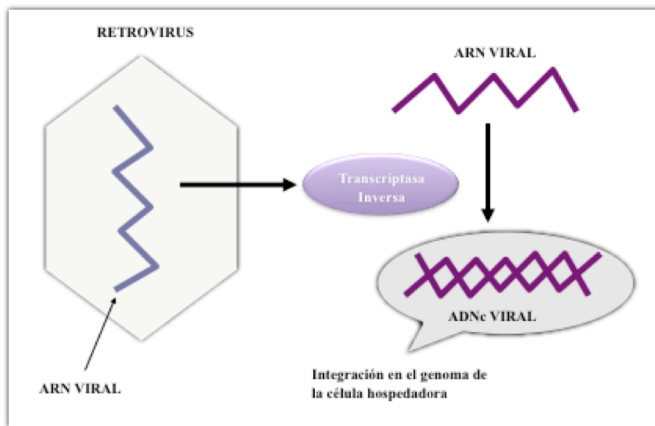 RETROVIRUS
ARN VIRAL
Transcriptasa
Inversa
ADNc VIRAL
Integración en el genoma de
la célula hospedadora
ARN VIRAL